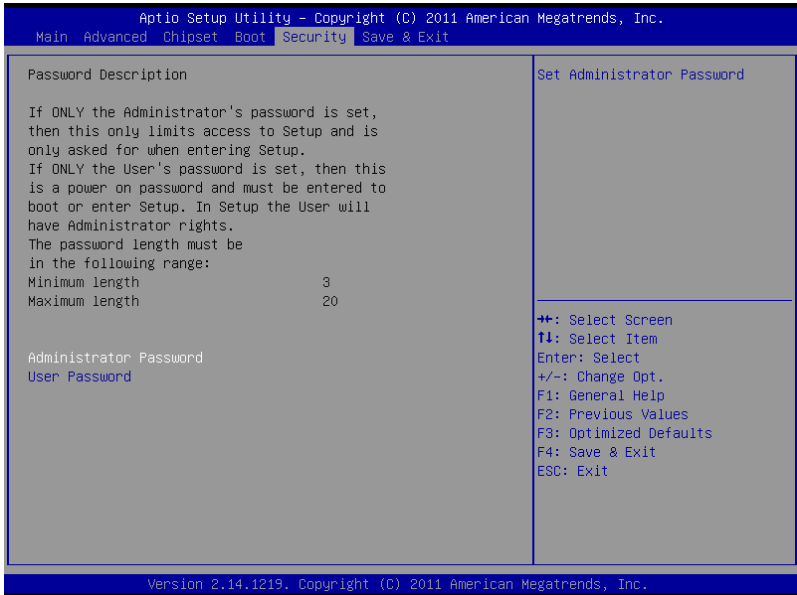 Aptio Setup Utility – Copyright (C) 2011 American Megatrends, Inc.
Main Advanced Chipset Boot Security Save & Exit
Password Description
If ONLY the Administrator's password is set,
then this only limits access to Setup and is
only asked for when entering Setup.
If ONLY the User's password is set, then this
is a power on password and must be entered to
boot or enter Setup. In Setup the User will
have Administrator rights.
The password length must be
in the following range:
Minimum length 3
Maximum length 20
Administrator Password
User Password
Set Administrator Password
→←: Select Screen
↑↓: Select Item
Enter: Select
+/-: Change Opt.
F1: General Help
F2: Previous Values
F3: Optimized Defaults
F4: Save & Exit
ESC: Exit
Version 2.14.1219. Copyright (C) 2011 American Megatrends, Inc.